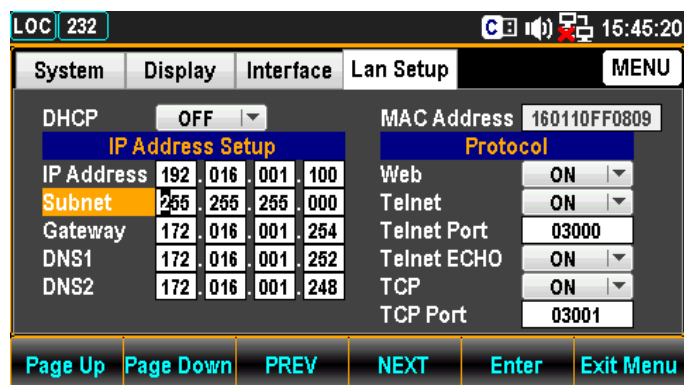 LOC 232 C 15:45:20
System Display Interface Lan Setup MENU
DHCP OFF MAC Address 160110FF0809
IP Address Setup Protocol
IP Address 192 . 016 . 001 . 100 Web ON
Subnet 255 . 255 . 255 . 000 Telnet ON
Gateway 172 . 016 . 001 . 254 Telnet Port 03000
DNS1 172 . 016 . 001 . 252 Telnet ECHO ON
DNS2 172 . 016 . 001 . 248 TCP ON
TCP Port 03001
Page Up Page Down PREV NEXT Enter Exit Menu